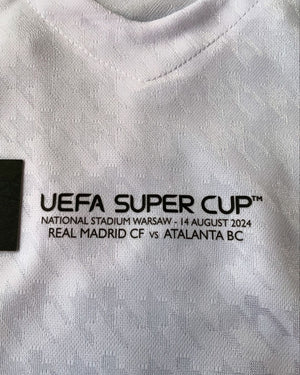 UEFA SUPER CUP™
NATIONAL STADIUM WARSAW - 14 AUGUST 2024
REAL MADRID CF vs ATALANTA BC